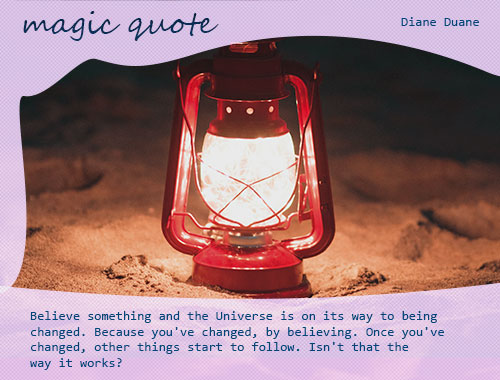 magic quote
Diane Duane
Believe something and the Universe is on its way to being
changed. Because you've changed, by believing. Once you've
changed, other things start to follow. Isn't that the
way it works?